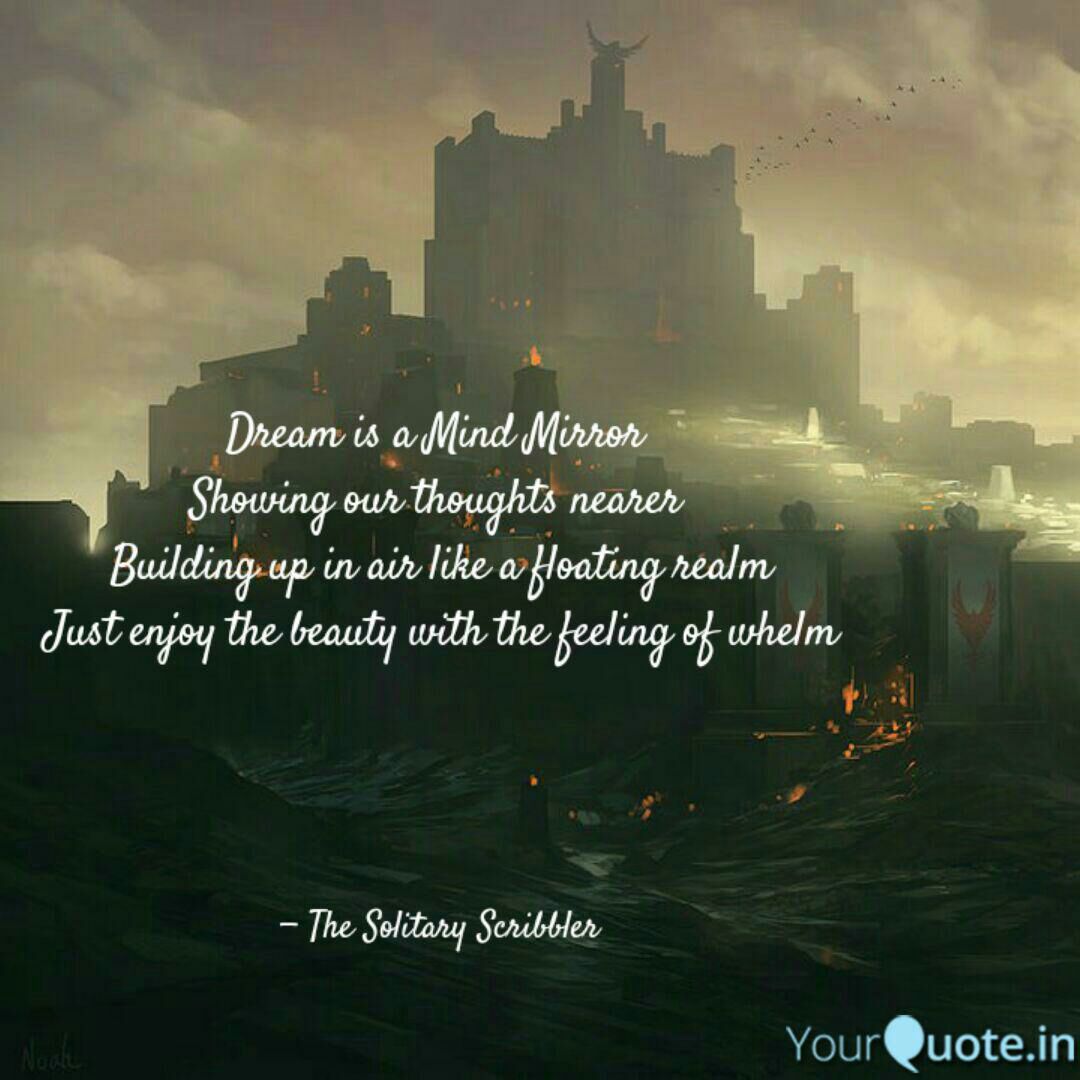 Dream is a Mind Mirror
Showing our thoughts nearer
Building up in air like a floating realm
Just enjoy the beauty with the feeling of whelm
– The Solitary Scribbler
YourQuote.in
Noah